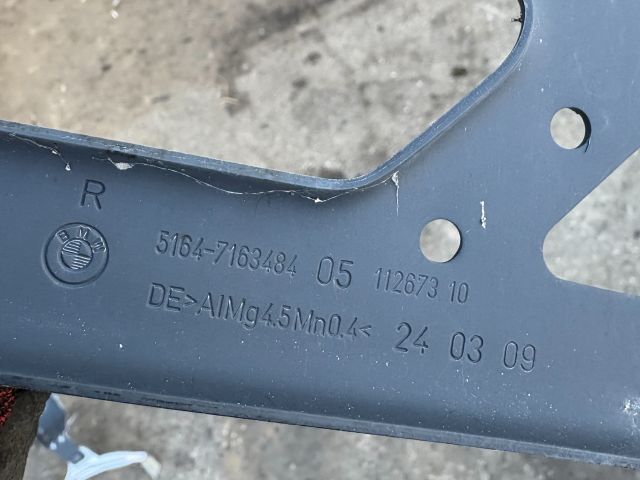 R
BMW
5164-7163484 05 112673 10
DE>AlMg4.5Mn0.4< 24 03 09